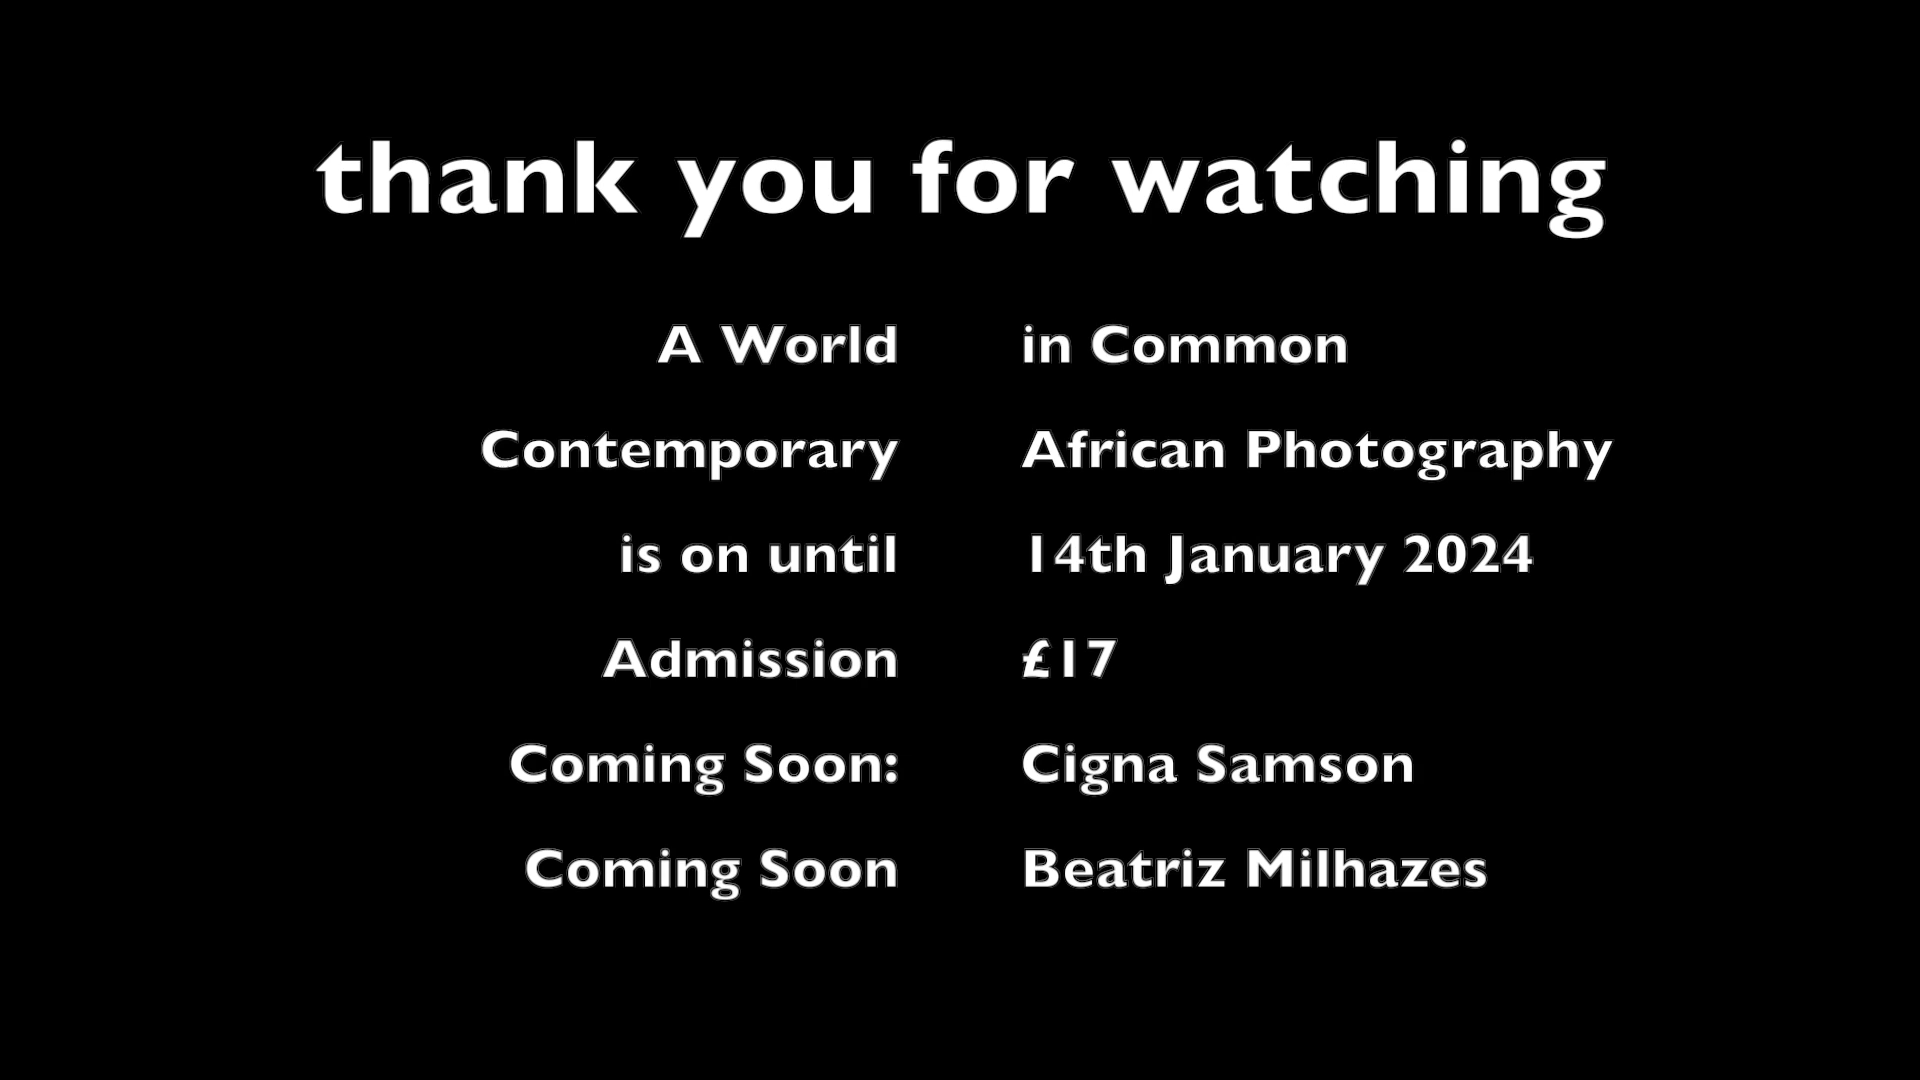 thank you for watching
A World in Common
Contemporary African Photography
is on until 14th January 2024
Admission £17
Coming Soon: Cigna Samson
Coming Soon Beatriz Milhazes